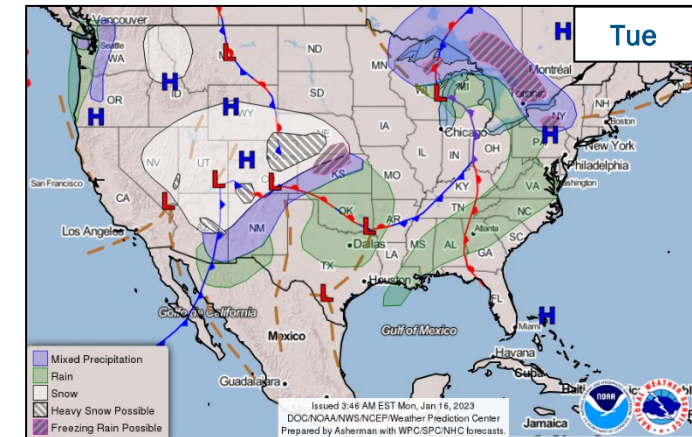 Tue
Vancouver
Seattle
WA
ND
MN
Montréal
H
L
OR
ID
SD
WI
MI
Toronto
NH
Boston
NY
WY
IA
Chicago
PA
New York
Philadelphia
NV
UT
NE
IL
IN
OH
Washington
San Francisco
CA
KS
MO
KY
VA
Los Angeles
NM
OK
AR
TN
NC
Dallas
MS
AL
Atlanta
SC
GA
TX
LA
Houston
FL
Golfo de California
Mexico
Gulf of Mexico
Miami
Havana
Cuba
Guadalajara
Jamaica
Mixed Precipitation
Rain
Snow
Heavy Snow Possible
Freezing Rain Possible
Issued 3:46 AM EST Mon, Jan 16, 2023
DOC/NOAA/NWS/NCEP/Weather Prediction Center
Prepared by Asherman with WPC/SPC/NHC forecasts.
NOAA